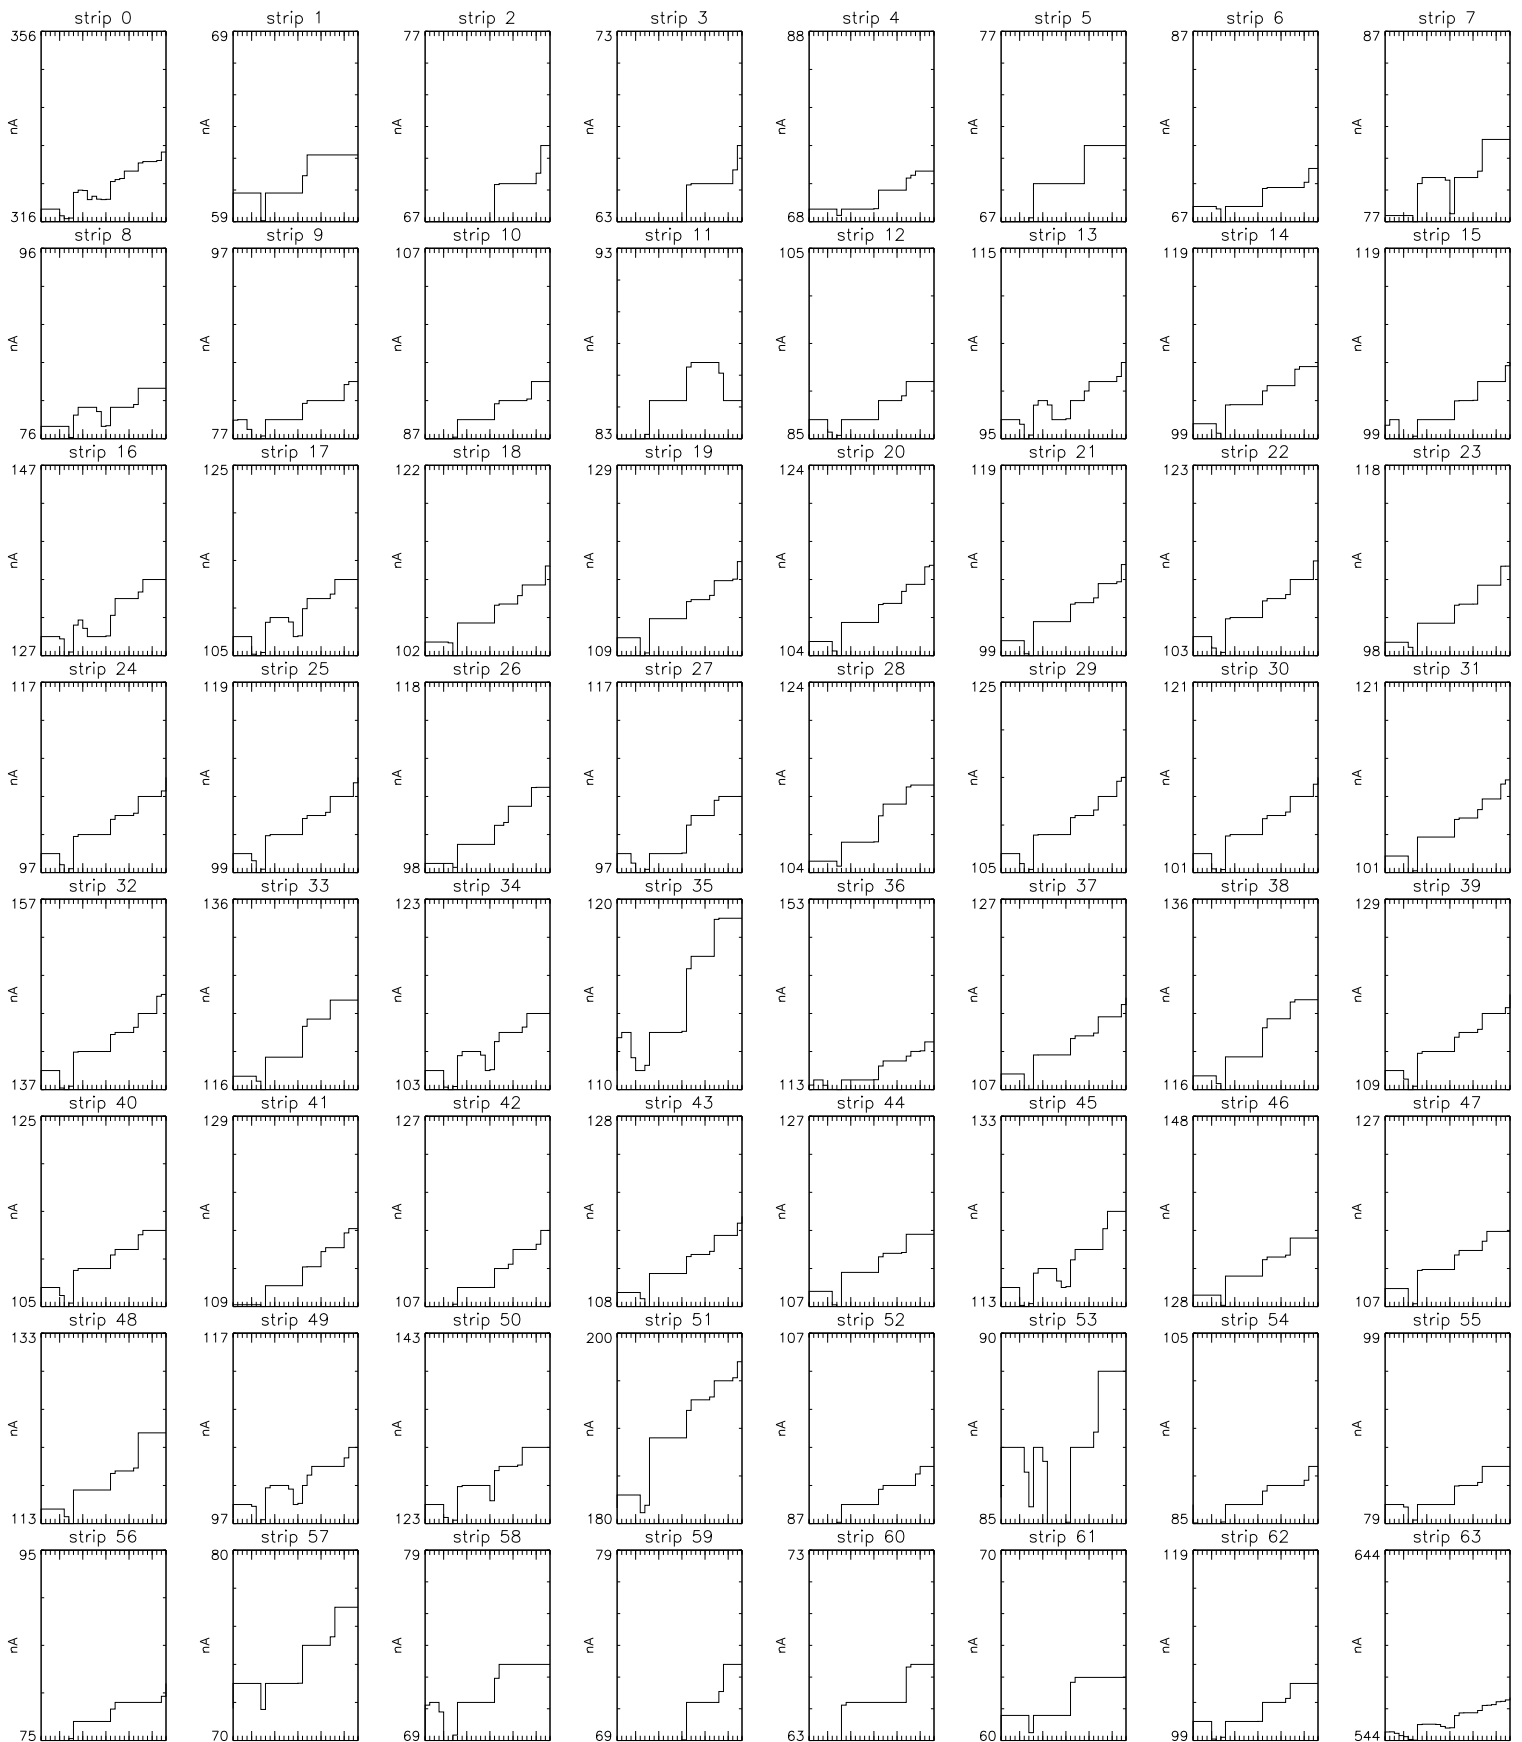 strip 0 strip 1 strip 2 strip 3 strip 4 strip 5 strip 6 strip 7
356 69 77 73 88 77 87 87
nA nA nA nA nA nA nA nA
316 59 67 63 68 67 67 77
strip 8 strip 9 strip 10 strip 11 strip 12 strip 13 strip 14 strip 15
96 97 107 93 105 115 119 119
nA nA nA nA nA nA nA nA
76 77 87 83 85 95 99 99
strip 16 strip 17 strip 18 strip 19 strip 20 strip 21 strip 22 strip 23
147 125 122 129 124 119 123 118
nA nA nA nA nA nA nA nA
127 105 102 109 104 99 103 98
strip 24 strip 25 strip 26 strip 27 strip 28 strip 29 strip 30 strip 31
117 119 118 117 124 125 121 121
nA nA nA nA nA nA nA nA
97 99 98 97 104 105 101 101
strip 32 strip 33 strip 34 strip 35 strip 36 strip 37 strip 38 strip 39
157 136 123 120 153 127 136 129
nA nA nA nA nA nA nA nA
137 116 103 110 113 107 116 109
strip 40 strip 41 strip 42 strip 43 strip 44 strip 45 strip 46 strip 47
125 129 127 128 127 133 148 127
nA nA nA nA nA nA nA nA
105 109 107 108 107 113 128 107
strip 48 strip 49 strip 50 strip 51 strip 52 strip 53 strip 54 strip 55
133 117 143 200 107 90 105 99
nA nA nA nA nA nA nA nA
113 97 123 180 87 85 85 79
strip 56 strip 57 strip 58 strip 59 strip 60 strip 61 strip 62 strip 63
95 80 79 79 73 70 119 644
nA nA nA nA nA nA nA nA
75 70 69 69 63 60 99 544